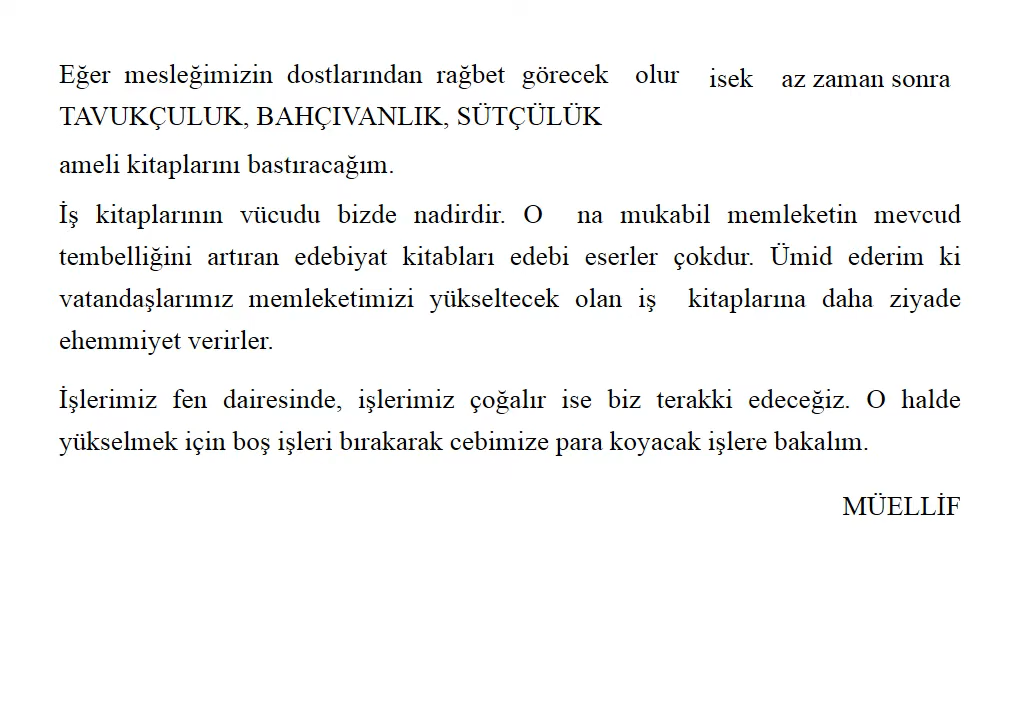 Eğer mesleğimizin dostlarından rağbet görecek olur isek az zaman sonra
TAVUKÇULUK, BAHÇIVANLIK, SÜTÇÜLÜK
ameli kitaplarını bastıracağım.
İş kitaplarının vücudu bizde nadirdir. O na mukabil memleketin mevcud
tembelliğini artıran edebiyat kitabları edebi eserler çokdur. Ümid ederim ki
vatandaşlarımız memleketimizi yükseltecek olan iş kitaplarına daha ziyade
ehemmiyet verirler.
İşlerimiz fen dairesinde, işlerimiz çoğalır ise biz terakki edeceğiz. O halde
yükselmek için boş işleri bırakarak cebimize para koyacak işlere bakalım.
MÜELLİF